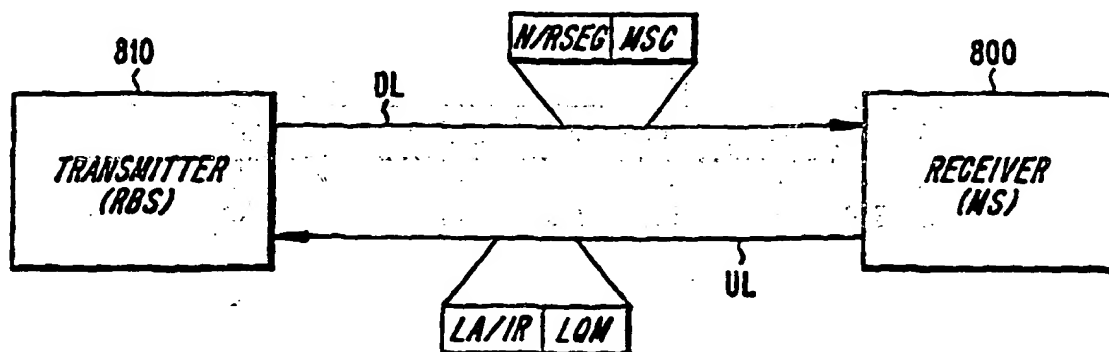 N/RSEG MSC
810
800
DL
TRANSMITTER
(RBS)
RECEIVER
(MS)
UL
LA/IR LQM